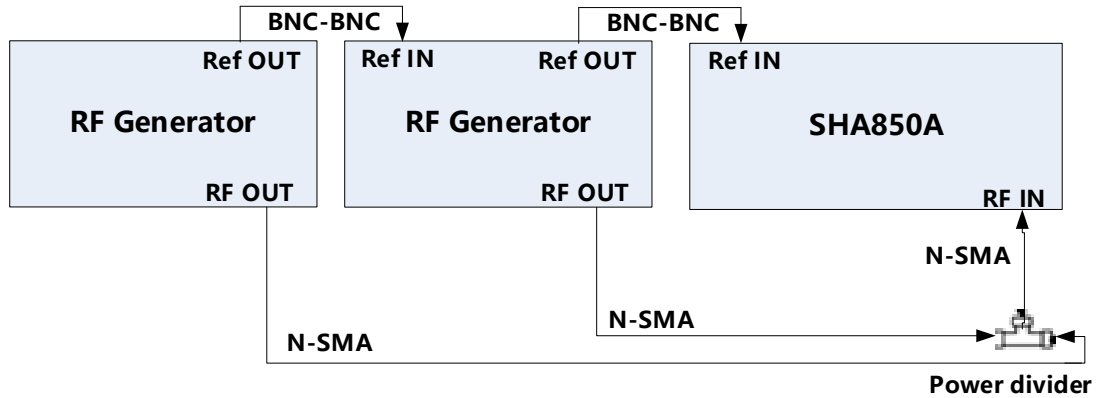 BNC-BNC
BNC-BNC
Ref OUT
Ref IN
Ref OUT
Ref IN
RF Generator
RF Generator
SHA850A
RF OUT
RF OUT
RF IN
N-SMA
N-SMA
N-SMA
Power divider